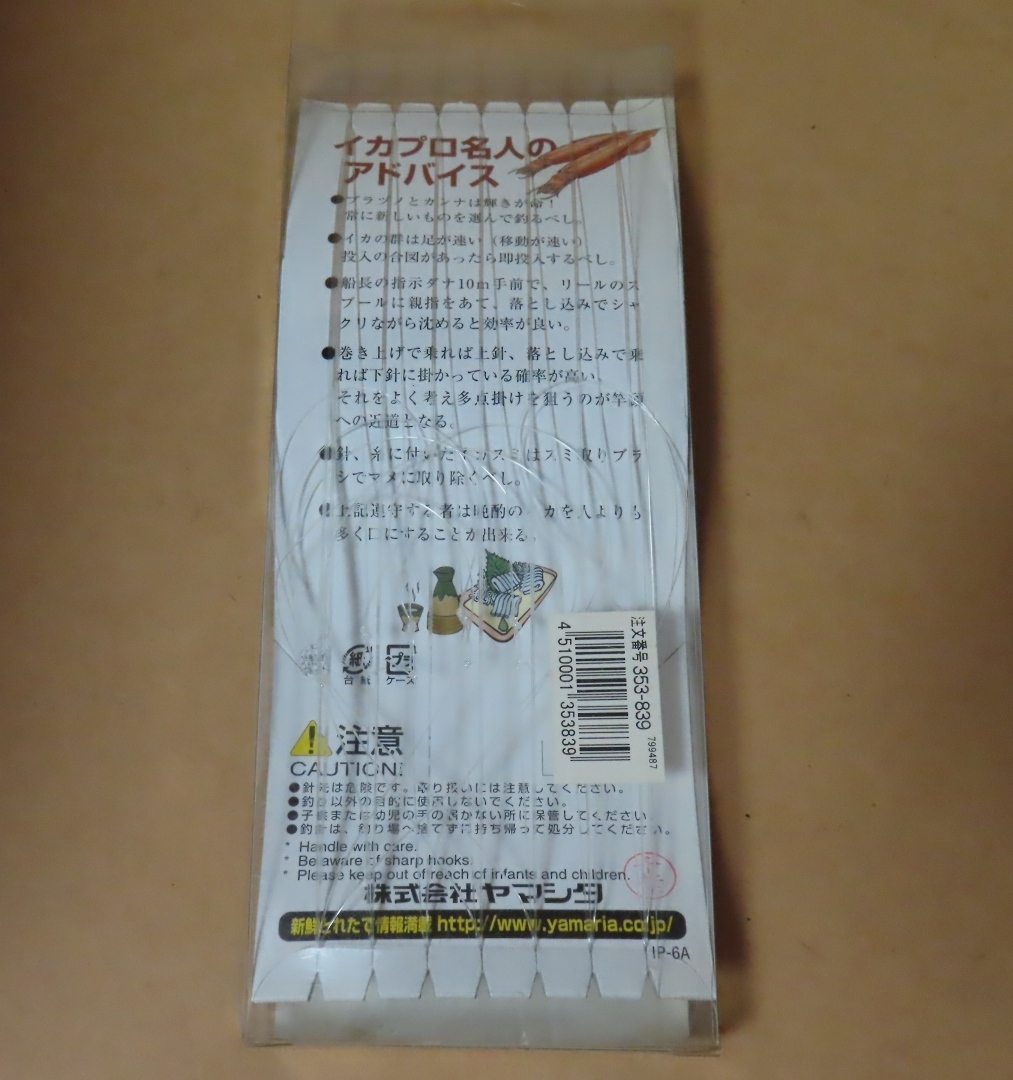 イカプロ名人の
アドバイス
●プラヅノとカンナは輝きが命！
常に新しいものを選んで釣るべし。
●イカの群は足が速い（移動が速い）
投入の合図があったら即投入するべし。
●船長の指示ダナ10m手前で、リールのス
プールに親指をあて、落とし込みでシャ
クリながら沈めると効率が良い。
●巻き上げで乗れば上針、落とし込みで乗
れば下針に掛かっている確率が高い。
それをよく考え多点掛けを狙うのが竿頭
への近道となる。
●針、糸に付いたイカスミはスミ取りブラ
シでマメに取り除くべし。
●上記遵守する者は晩酌のイカを人よりも
多く口にすることが出来る。
紙
台紙
プラ
ケース
注文番号 353-839
799487
4 510001 353839
注意
CAUTION:
●針先は危険です。取り扱いには注意してください。
●釣り以外の目的に使用しないでください。
●子供または幼児の手の届かない所に保管してください。
●釣針は、釣り場へ捨てずに持ち帰って処分してください。
* Handle with care.
* Be aware of sharp hooks.
* Please keep out of reach of infants and children.
株式会社ヤマシタ
新鮮とれたて情報満載 http://www.yamaria.co.jp/
IP-6A